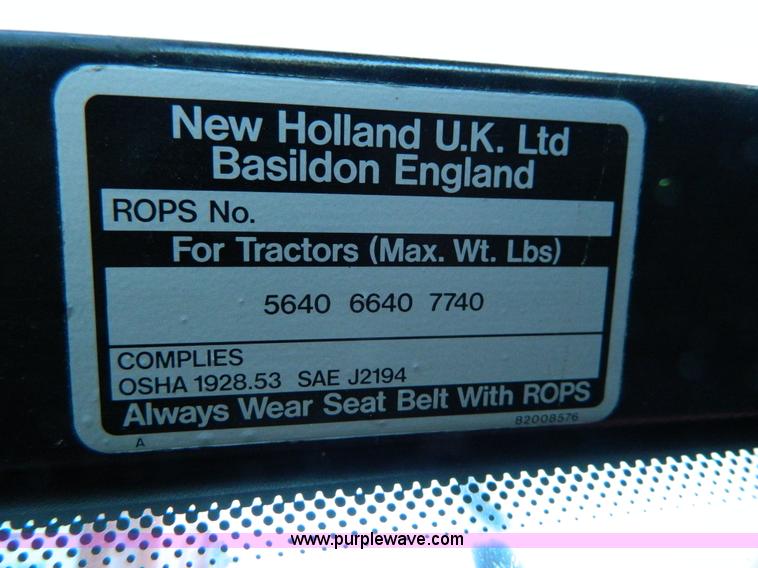 New Holland U.K. Ltd
Basildon England
ROPS No.
For Tractors (Max. Wt. Lbs)
5640 6640 7740
COMPLIES
OSHA 1928.53 SAE J2194
Always Wear Seat Belt With ROPS
82008576
A
www.purplewave.com